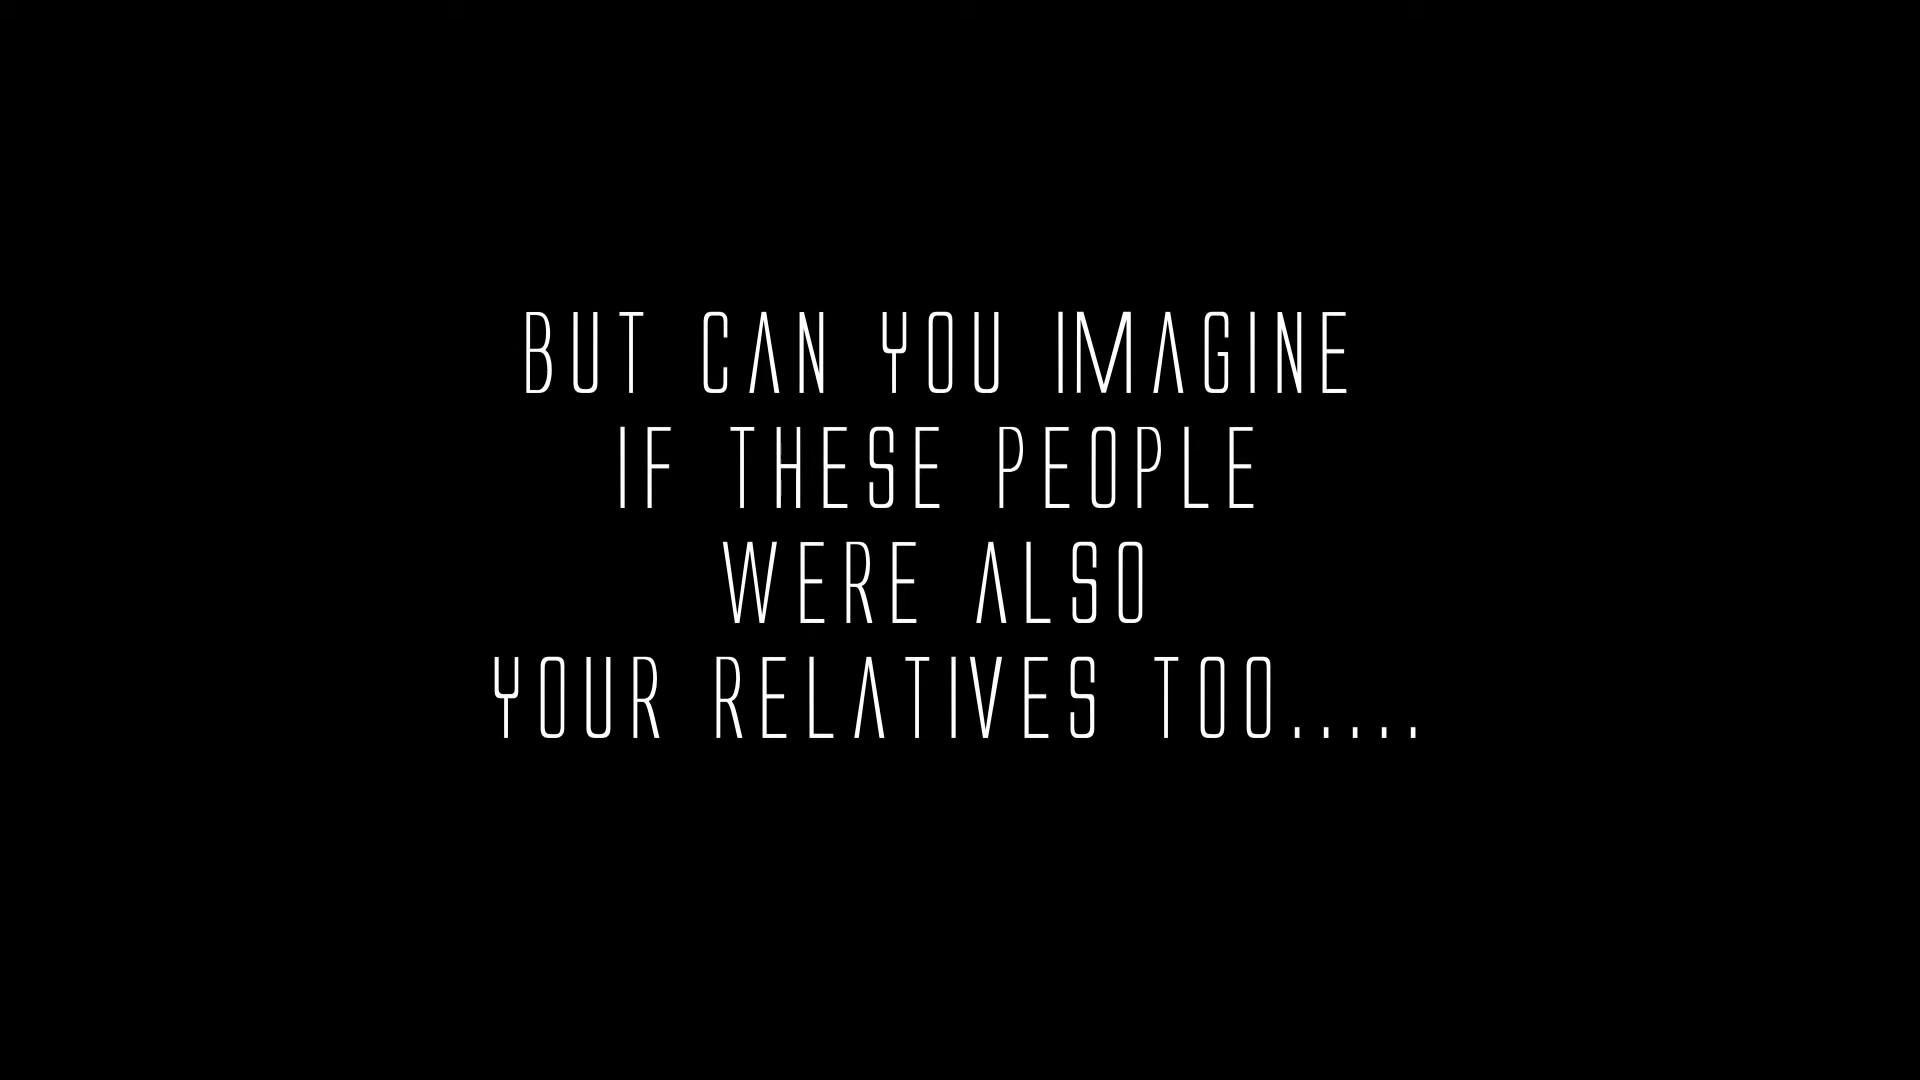 BUT CAN YOU IMAGINE
IF THESE PEOPLE
WERE ALSO
YOUR RELATIVES TOO.....